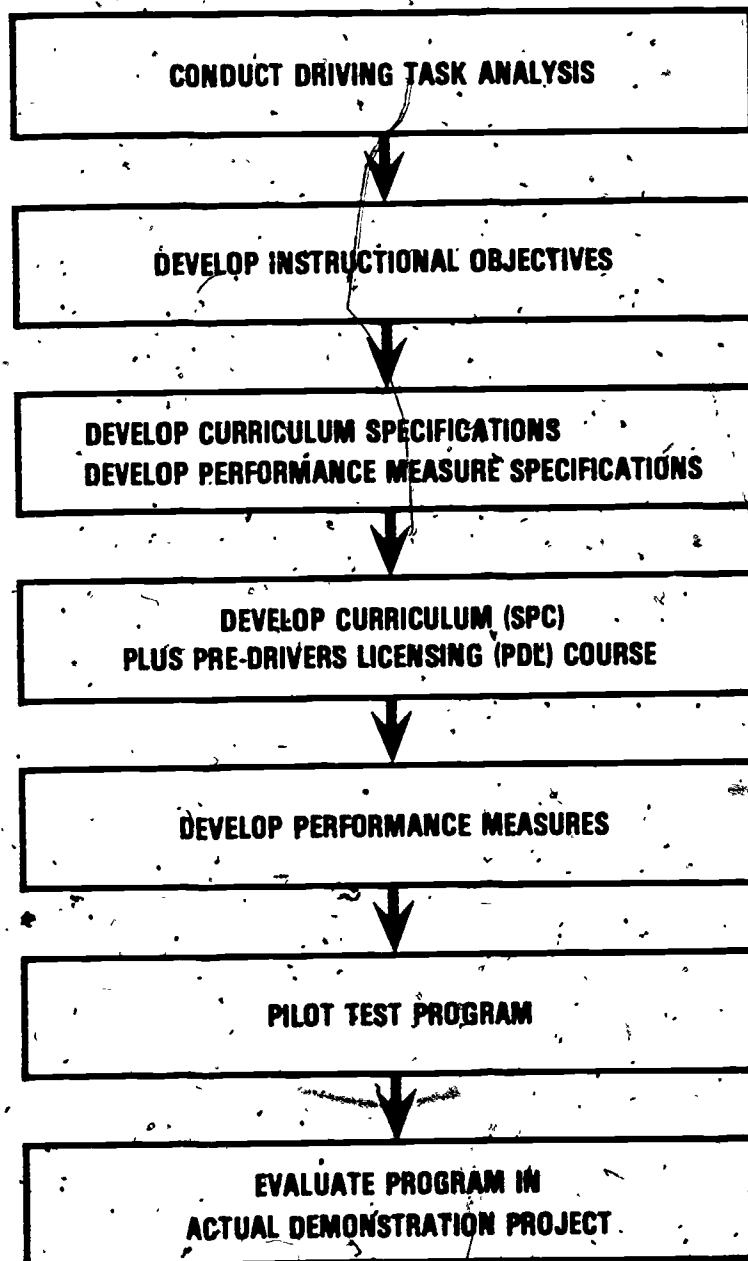 CONDUCT DRIVING TASK ANALYSIS
DEVELOP INSTRUCTIONAL OBJECTIVES
DEVELOP CURRICULUM SPECIFICATIONS
DEVELOP PERFORMANCE MEASURE SPECIFICATIONS
DEVELOP CURRICULUM (SPC)
PLUS PRE-DRIVERS LICENSING (PDL) COURSE
DEVELOP PERFORMANCE MEASURES
PILOT TEST PROGRAM
EVALUATE PROGRAM IN
ACTUAL DEMONSTRATION PROJECT